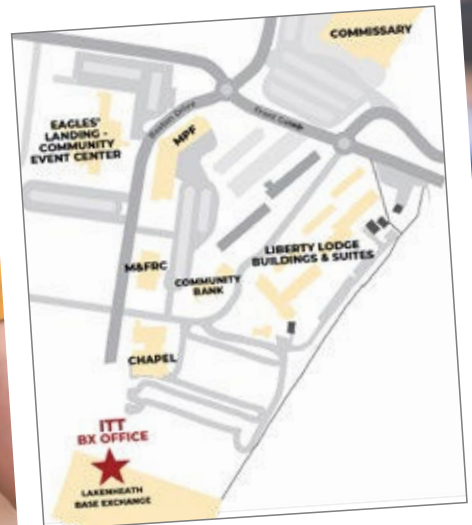 COMMISSARY
EAGLES'
LANDING -
COMMUNITY
EVENT CENTER
MPF
LIBERTY LODGE
BUILDINGS & SUITES
M&FRC
COMMUNITY
BANK
CHAPEL
ITT
BX OFFICE
LAKENHEATH
BASE EXCHANGE